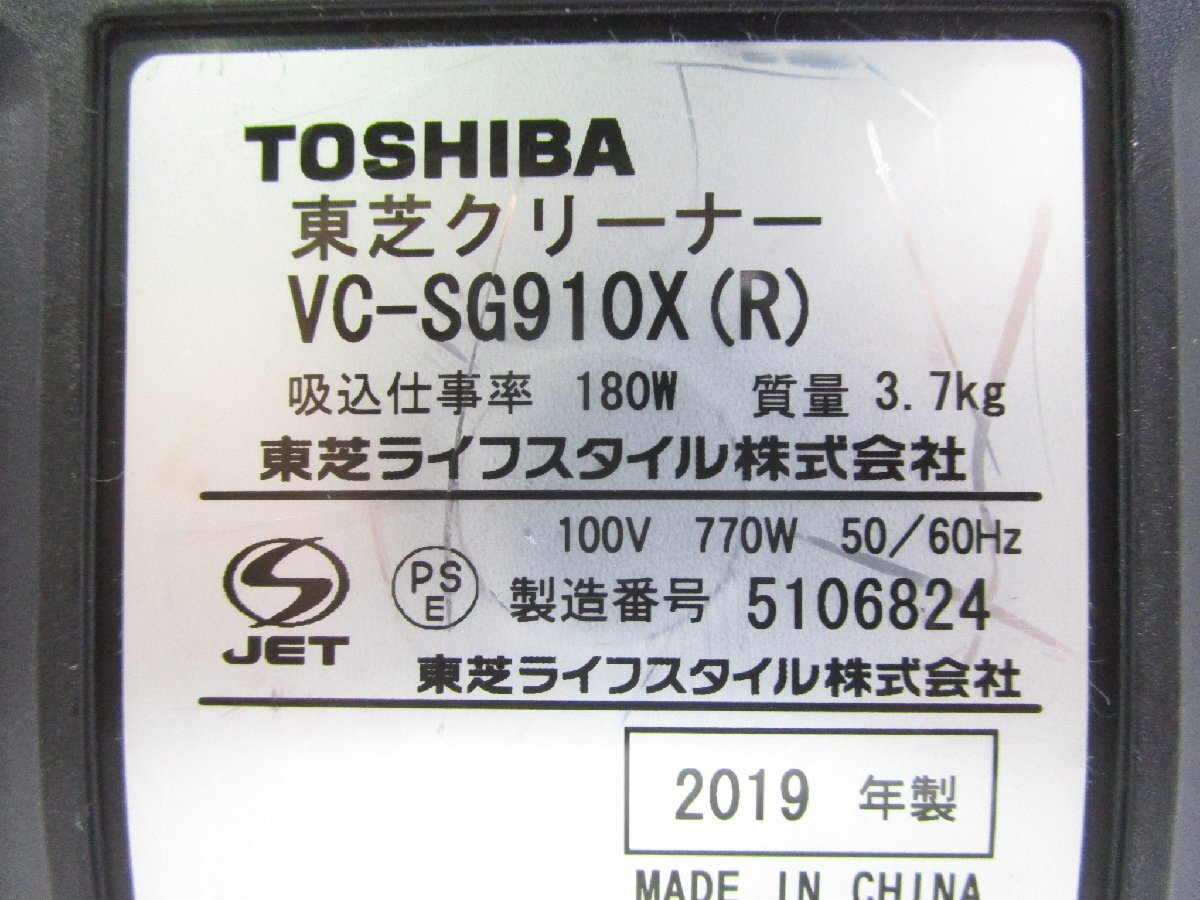 TOSHIBA
東芝クリーナー
VC-SG910X(R)
吸込仕事率 180W 質量 3.7kg
東芝ライフスタイル株式会社
100V 770W 50/60Hz
JET
PS
E
製造番号 5106824
東芝ライフスタイル株式会社
2019 年製
MADE IN CHINA